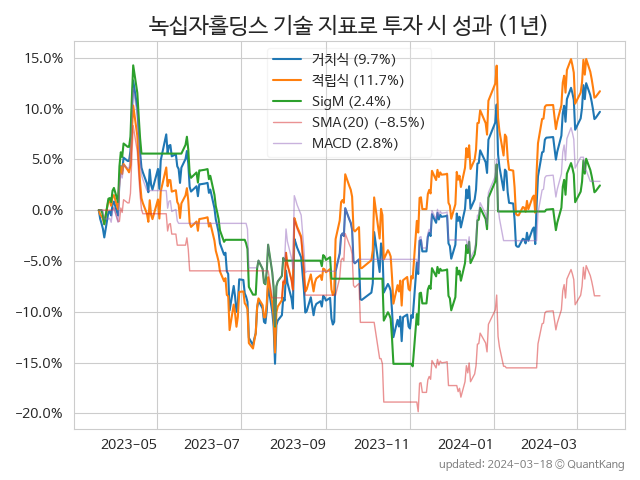 녹십자홀딩스 기술 지표로 투자 시 성과 (1년)
거치식 (9.7%)
적립식 (11.7%)
SigM (2.4%)
SMA(20) (−8.5%)
MACD (2.8%)
15.0%
10.0%
5.0%
0.0%
−5.0%
−10.0%
−15.0%
−20.0%
2023-05 2023-07 2023-09 2023-11 2024-01 2024-03
updated: 2024-03-18 © QuantKang